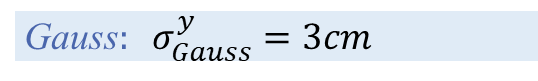 Gauss: σ^y_Gauss = 3cm